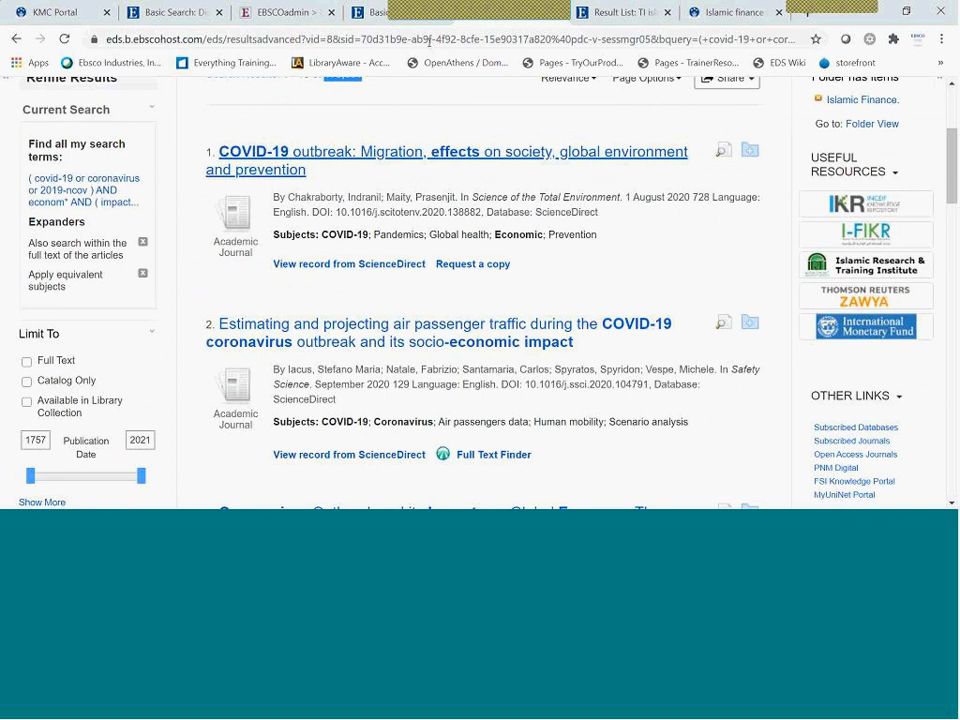 KMC Portal
Basic Search: Di
EBSCOadmin >
Basic
Result List: TI isl
Islamic finance
eds.b.ebscohost.com/eds/resultsadvanced?vid=8&sid=70d31b9e-ab9f-4f92-8cfe-15e90317a820%40pdc-v-sessmgr05&bquery=(+covid-19+or+cor...
Apps
Ebsco Industries, In...
Everything Training...
LibraryAware - Acc...
OpenAthens / Dom...
Pages - TryOurProd...
Pages - TrainerReso...
EDS Wiki
storefront
»
Refine Results
Relevance
Page Options
Share
Folder has items
Islamic Finance.
Go to: Folder View
Current Search
Find all my search
terms:
( covid-19 or coronavirus
or 2019-ncov ) AND
econom* AND ( impact...
Expanders
Also search within the
full text of the articles
Apply equivalent
subjects
Limit To
Full Text
Catalog Only
Available in Library
Collection
1757 Publication 2021
Date
Show More
1. COVID-19 outbreak: Migration, effects on society, global environment
and prevention
By Chakraborty, Indranil; Maity, Prasenjit. In Science of the Total Environment. 1 August 2020 728 Language:
English. DOI: 10.1016/j.scitotenv.2020.138882, Database: ScienceDirect
Academic
Journal
Subjects: COVID-19; Pandemics; Global health; Economic; Prevention
View record from ScienceDirect Request a copy
2. Estimating and projecting air passenger traffic during the COVID-19
coronavirus outbreak and its socio-economic impact
By Iacus, Stefano Maria; Natale, Fabrizio; Santamaria, Carlos; Spyratos, Spyridon; Vespe, Michele. In Safety
Science. September 2020 129 Language: English. DOI: 10.1016/j.ssci.2020.104791, Database:
ScienceDirect
Academic
Journal
Subjects: COVID-19; Coronavirus; Air passengers data; Human mobility; Scenario analysis
View record from ScienceDirect Full Text Finder
USEFUL
RESOURCES
IKR INCEIF KNOWLEDGE REPOSITORY
I-FIKR
Islamic Research &
Training Institute
THOMSON REUTERS
ZAWYA
International
Monetary Fund
OTHER LINKS
Subscribed Databases
Subscribed Journals
Open Access Journals
PNM Digital
FSI Knowledge Portal
MyUniNet Portal